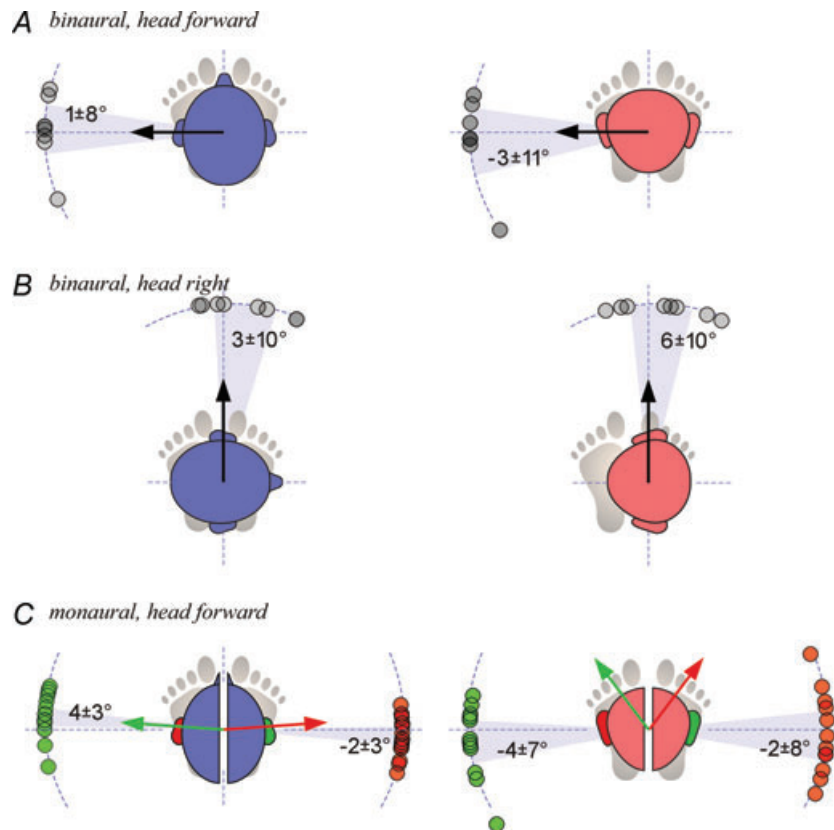 A binaural, head forward
1±8°
-3±11°
B binaural, head right
3±10°
6±10°
C monaural, head forward
4±3°
-2±3°
-4±7°
-2±8°